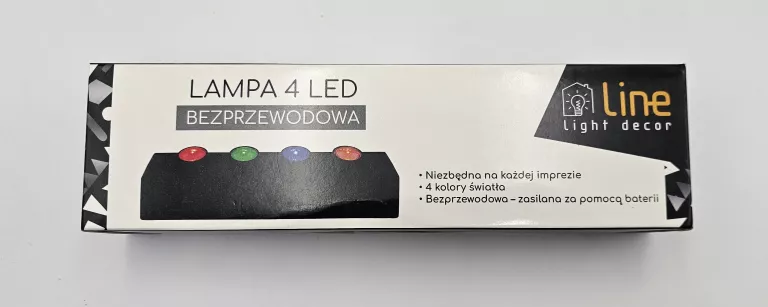 LAMPA 4 LED
BEZPRZEWODOWA
line
light decor
• Niezbędna na każdej imprezie
• 4 kolory światła
• Bezprzewodowa – zasilana za pomocą baterii